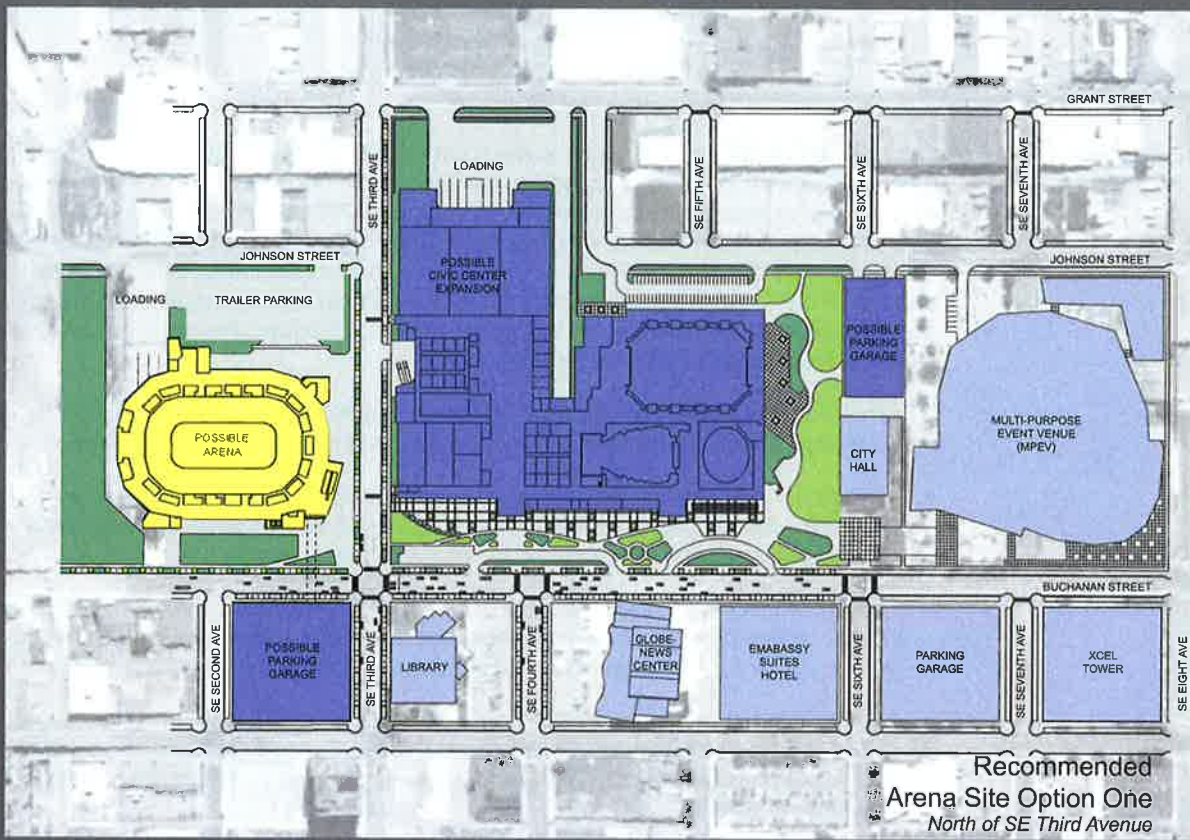 GRANT STREET
LOADING
SE THIRD AVE
SE FIFTH AVE
SE SIXTH AVE
SE SEVENTH AVE
JOHNSON STREET
JOHNSON STREET
POSSIBLE
CIVIC CENTER
EXPANSION
LOADING
TRAILER PARKING
POSSIBLE
PARKING
GARAGE
POSSIBLE
ARENA
MULTI-PURPOSE
EVENT VENUE
(MPEV)
CITY
HALL
BUCHANAN STREET
SE SECOND AVE
POSSIBLE
PARKING
GARAGE
SE THIRD AVE
LIBRARY
SE FOURTH AVE
GLOBE-
NEWS
CENTER
EMABASSY
SUITES
HOTEL
SE SIXTH AVE
PARKING
GARAGE
SE SEVENTH AVE
XCEL
TOWER
SE EIGHT AVE
Recommended
Arena Site Option One
North of SE Third Avenue